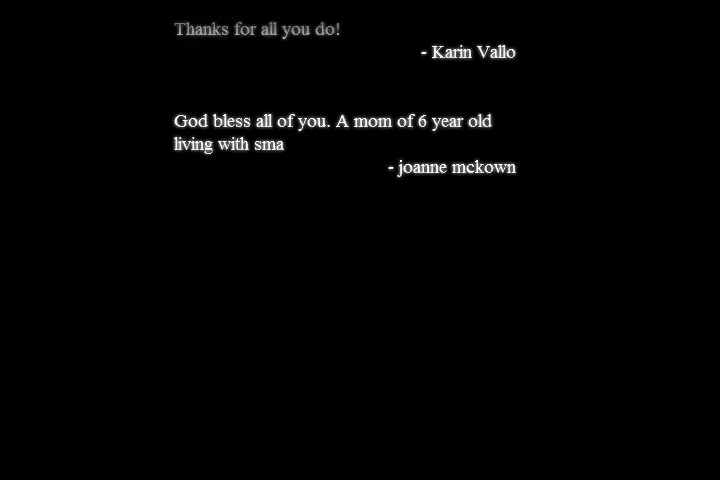 Thanks for all you do!
- Karin Vallo
God bless all of you. A mom of 6 year old
living with sma
- joanne mckown